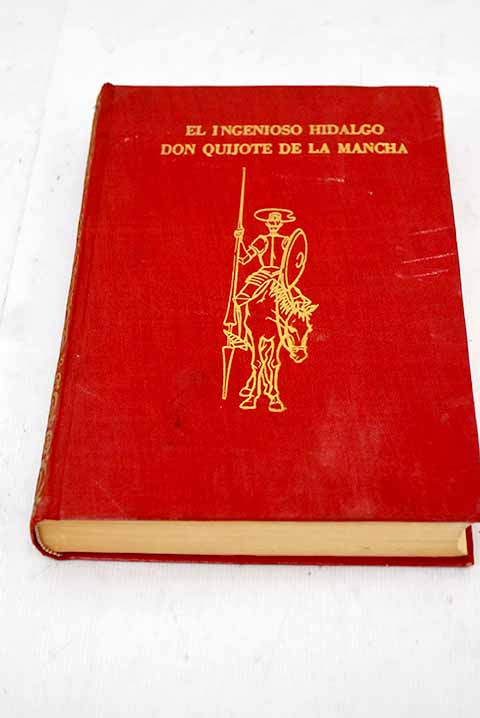 EL INGENIOSO HIDALGO
DON QUIJOTE DE LA MANCHA